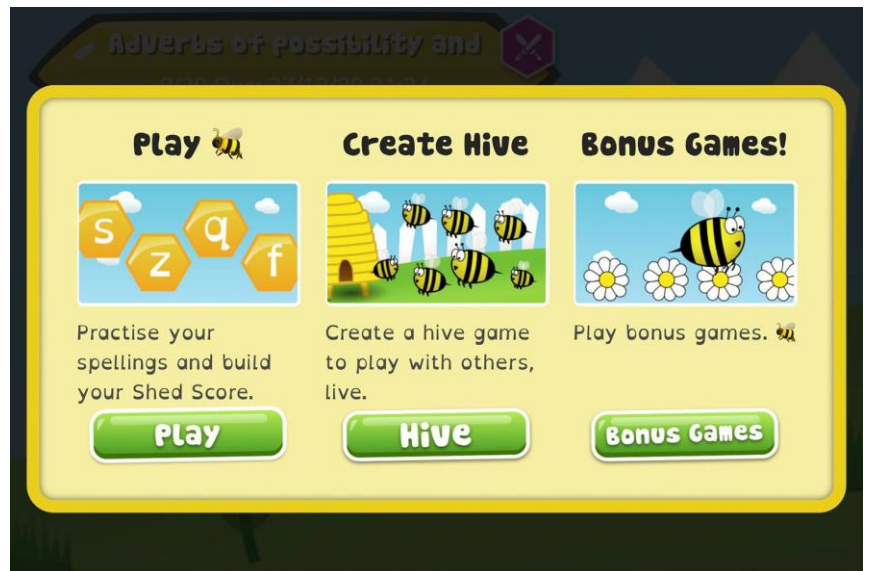 Adverbs of possibility and
Play 🐝
Create Hive
Bonus Games!
s
z
q
f
Practise your
spellings and build
your Shed Score.
Create a hive game
to play with others,
live.
Play bonus games. 🐝
Play
Hive
Bonus Games